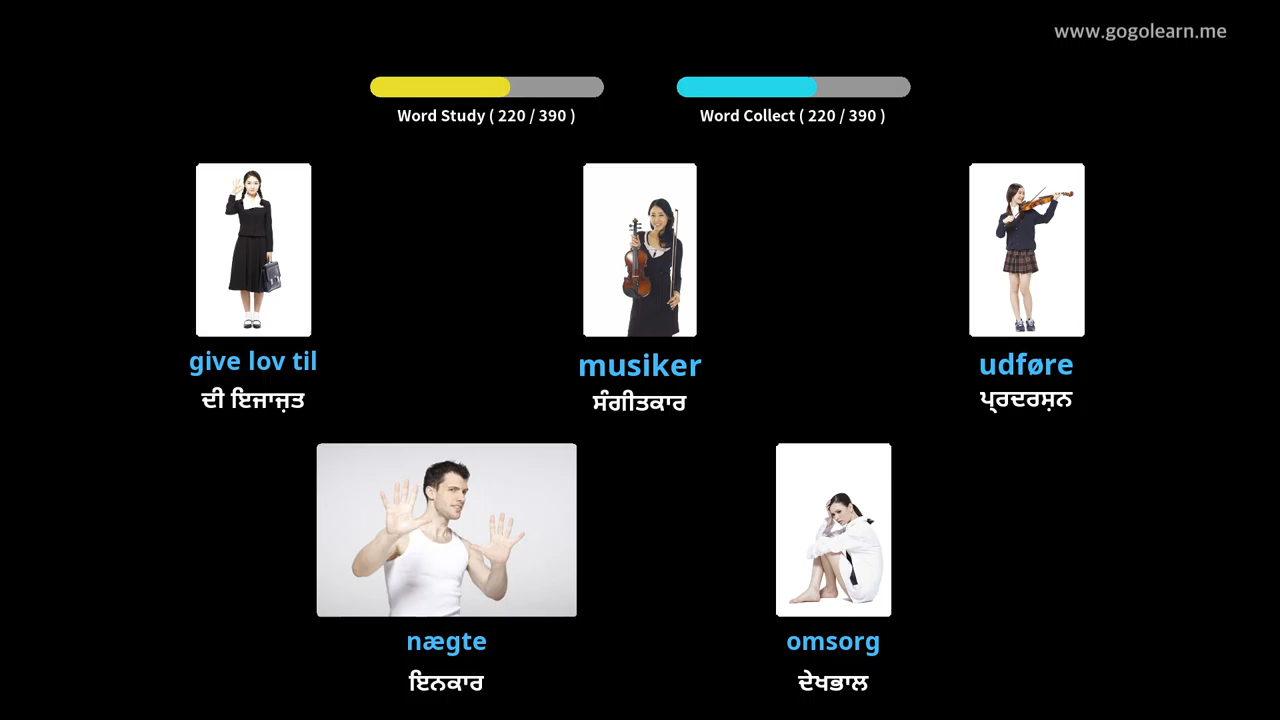 www.gogolearn.me
Word Study ( 220 / 390 )
Word Collect ( 220 / 390 )
give lov til
ਦੀ ਇਜਾਜ਼ਤ
musiker
ਸੰਗੀਤਕਾਰ
udføre
ਪ੍ਰਦਰਸ਼ਨ
nægte
ਇਨਕਾਰ
omsorg
ਦੇਖਭਾਲ